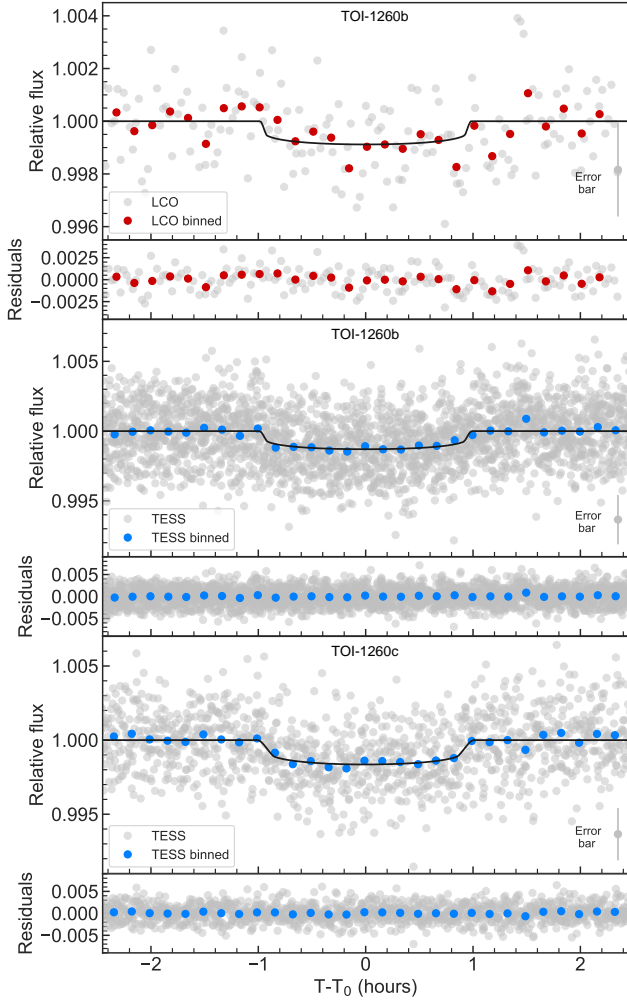 TOI-1260b
1.004
1.002
1.000
0.998
0.996
Relative flux
LCO
LCO binned
Error
bar
0.0025
0.0000
−0.0025
Residuals
TOI-1260b
1.005
1.000
0.995
Relative flux
TESS
TESS binned
Error
bar
0.005
0.000
−0.005
Residuals
TOI-1260c
1.005
1.000
0.995
Relative flux
TESS
TESS binned
Error
bar
0.005
0.000
−0.005
Residuals
−2 −1 0 1 2
T-T₀ (hours)